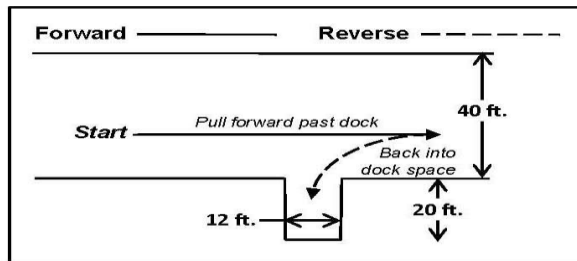 Forward
Reverse
Start
Pull forward past dock
40 ft.
Back into
dock space
12 ft.
20 ft.